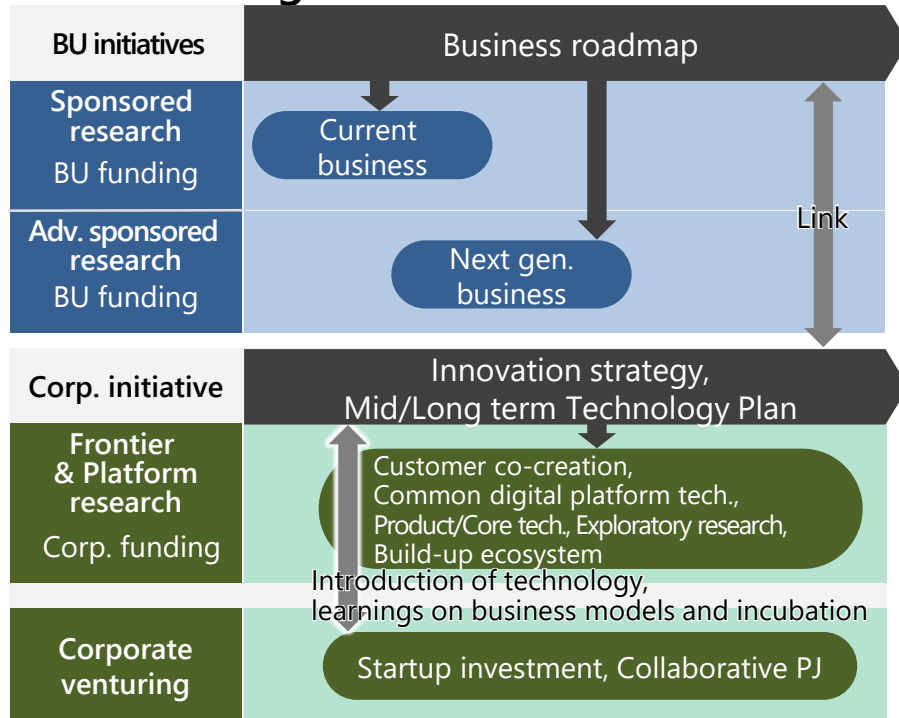 BU initiatives
Business roadmap
Sponsored
research
BU funding
Current
business
Link
Adv. sponsored
research
BU funding
Next gen.
business
Corp. initiative
Innovation strategy,
Mid/Long term Technology Plan
Frontier
& Platform
research
Corp. funding
Customer co-creation,
Common digital platform tech.,
Product/Core tech., Exploratory research,
Build-up ecosystem
Introduction of technology,
learnings on business models and incubation
Corporate
venturing
Startup investment, Collaborative PJ